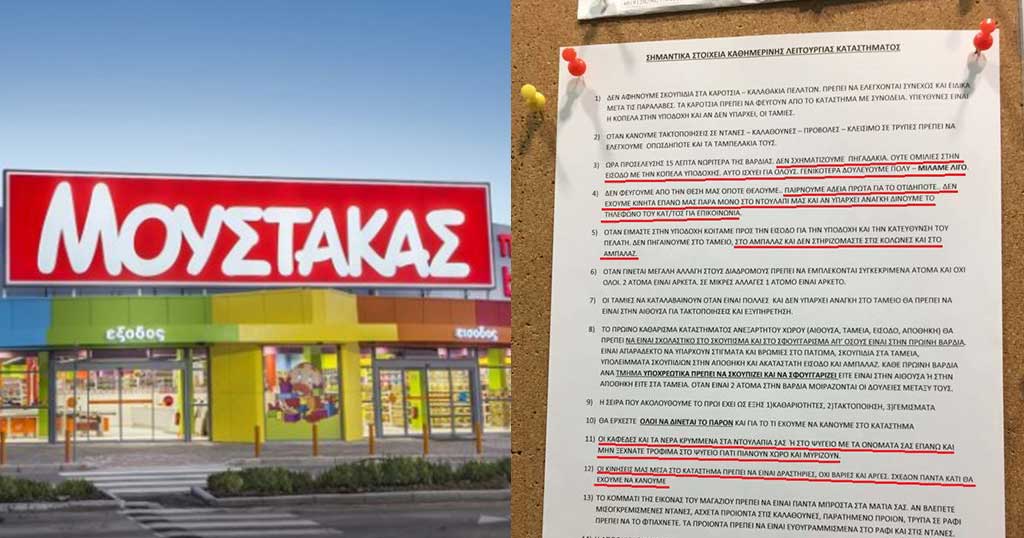 ΜΟΥΣΤΑΚΑΣ
εξοδος
εισοδος
ΣΗΜΑΝΤΙΚΑ ΣΤΟΙΧΕΙΑ ΚΑΘΗΜΕΡΙΝΗΣ ΛΕΙΤΟΥΡΓΙΑΣ ΚΑΤΑΣΤΗΜΑΤΟΣ
1) ΔΕΝ ΑΦΗΝΟΥΜΕ ΣΚΟΥΠΙΔΙΑ ΣΤΑ ΚΑΡΟΤΣΙΑ – ΚΑΛΑΘΑΚΙΑ ΠΕΛΑΤΩΝ. ΠΡΕΠΕΙ ΝΑ ΕΛΕΓΧΟΝΤΑΙ ΣΥΝΕΧΩΣ ΚΑΙ ΕΙΔΙΚΑ
ΜΕΤΑ ΤΙΣ ΠΑΡΑΛΑΒΕΣ. ΤΑ ΚΑΡΟΤΣΙΑ ΠΡΕΠΕΙ ΝΑ ΦΕΥΓΟΥΝ ΑΠΟ ΤΟ ΚΑΤΑΣΤΗΜΑ ΜΕ ΣΥΝΟΔΕΙΑ. ΥΠΕΥΘΥΝΕΣ ΕΙΝΑΙ
Η ΚΟΠΕΛΑ ΣΤΗΝ ΥΠΟΔΟΧΗ ΚΑΙ ΑΝ ΔΕΝ ΥΠΑΡΧΕΙ, ΟΙ ΤΑΜΙΕΣ.
2) ΟΤΑΝ ΚΑΝΟΥΜΕ ΤΑΚΤΟΠΟΙΗΣΕΙΣ ΣΕ ΝΤΑΝΕΣ – ΚΑΛΑΘΟΥΝΕΣ – ΠΡΟΒΟΛΕΣ – ΚΛΕΙΣΙΜΟ ΣΕ ΤΡΥΠΕΣ ΠΡΕΠΕΙ ΝΑ
ΕΛΕΓΧΟΥΜΕ ΟΠΩΣΔΗΠΟΤΕ ΚΑΙ ΤΑ ΤΑΜΠΕΛΑΚΙΑ ΤΟΥΣ.
3) ΩΡΑ ΠΡΟΣΕΛΕΥΣΗΣ 15 ΛΕΠΤΑ ΝΩΡΙΤΕΡΑ ΤΗΣ ΒΑΡΔΙΑΣ. ΔΕΝ ΣΧΗΜΑΤΙΖΟΥΜΕ ΠΗΓΑΔΑΚΙΑ. ΟΥΤΕ ΟΜΙΛΙΕΣ ΣΤΗΝ
ΕΙΣΟΔΟ ΜΕ ΤΗΝ ΚΟΠΕΛΑ ΥΠΟΔΟΧΗΣ. ΑΥΤΟ ΙΣΧΥΕΙ ΓΙΑ ΟΛΟΥΣ. ΓΕΝΙΚΟΤΕΡΑ ΔΟΥΛΕΥΟΥΜΕ ΠΟΛΥ – ΜΙΛΑΜΕ ΛΙΓΟ.
4) ΔΕΝ ΦΕΥΓΟΥΜΕ ΑΠΟ ΤΗΝ ΘΕΣΗ ΜΑΣ ΟΠΟΤΕ ΘΕΛΟΥΜΕ.. ΠΑΙΡΝΟΥΜΕ ΑΔΕΙΑ ΠΡΩΤΑ ΓΙΑ ΤΟ ΟΤΙΔΗΠΟΤΕ.. ΔΕΝ
ΕΧΟΥΜΕ ΚΙΝΗΤΑ ΕΠΑΝΩ ΜΑΣ ΠΑΡΑ ΜΟΝΟ ΣΤΟ ΝΤΟΥΛΑΠΙ ΜΑΣ ΚΑΙ ΑΝ ΥΠΑΡΧΕΙ ΑΝΑΓΚΗ ΔΙΝΟΥΜΕ ΤΟ
ΤΗΛΕΦΩΝΟ ΤΟΥ ΚΑΤ/ΤΟΣ ΓΙΑ ΕΠΙΚΟΙΝΩΝΙΑ.
5) ΟΤΑΝ ΕΙΜΑΣΤΕ ΣΤΗΝ ΥΠΟΔΟΧΗ ΚΟΙΤΑΜΕ ΠΡΟΣ ΤΗΝ ΕΙΣΟΔΟ ΓΙΑ ΤΗΝ ΥΠΟΔΟΧΗ ΚΑΙ ΤΗΝ ΚΑΤΕΥΘΥΝΣΗ ΤΟΥ
ΠΕΛΑΤΗ. ΔΕΝ ΠΗΓΑΙΝΟΥΜΕ ΣΤΟ ΤΑΜΕΙΟ, ΣΤΟ ΑΜΠΑΛΑΖ ΚΑΙ ΔΕΝ ΣΤΗΡΙΖΟΜΑΣΤΕ ΣΤΙΣ ΚΟΛΩΝΕΣ ΚΑΙ ΣΤΟ
ΑΜΠΑΛΑΖ.
6) ΟΤΑΝ ΓΙΝΕΤΑΙ ΜΕΓΑΛΗ ΑΛΛΑΓΗ ΣΤΟΥΣ ΔΙΑΔΡΟΜΟΥΣ ΠΡΕΠΕΙ ΝΑ ΕΜΠΛΕΚΟΝΤΑΙ ΣΥΓΚΕΚΡΙΜΕΝΑ ΑΤΟΜΑ ΚΑΙ ΟΧΙ
ΟΛΟΙ. 2 ΑΤΟΜΑ ΕΙΝΑΙ ΑΡΚΕΤΑ. ΣΕ ΜΙΚΡΕΣ ΑΛΛΑΓΕΣ 1 ΑΤΟΜΟ ΕΙΝΑΙ ΑΡΚΕΤΟ.
7) ΟΙ ΤΑΜΙΕΣ ΝΑ ΚΑΤΑΛΑΒΑΙΝΟΥΝ ΟΤΑΝ ΕΙΝΑΙ ΠΟΛΛΕΣ ΚΑΙ ΔΕΝ ΥΠΑΡΧΕΙ ΑΝΑΓΚΗ ΣΤΟ ΤΑΜΕΙΟ ΘΑ ΠΡΕΠΕΙ ΝΑ
ΕΙΝΑΙ ΣΤΗΝ ΑΙΘΟΥΣΑ ΓΙΑ ΤΑΚΤΟΠΟΙΗΣΕΙΣ ΚΑΙ ΕΞΥΠΗΡΕΤΗΣΗ.
8) ΤΟ ΠΡΩΙΝΟ ΚΑΘΑΡΙΣΜΑ ΚΑΤΑΣΤΗΜΑΤΟΣ ΑΝΕΞΑΡΤΗΤΟΥ ΧΩΡΟΥ (ΑΙΘΟΥΣΑ, ΤΑΜΕΙΑ, ΕΙΣΟΔΟ, ΑΠΟΘΗΚΗ) ΘΑ
ΠΡΕΠΕΙ ΝΑ ΕΙΝΑΙ ΣΧΟΛΑΣΤΙΚΟ ΣΤΟ ΣΚΟΥΠΙΣΜΑ ΚΑΙ ΣΤΟ ΣΦΟΥΓΓΑΡΙΣΜΑ ΑΠ' ΟΣΟΥΣ ΕΙΝΑΙ ΣΤΗΝ ΠΡΩΙΝΗ ΒΑΡΔΙΑ.
ΕΙΝΑΙ ΑΠΑΡΑΔΕΚΤΟ ΝΑ ΥΠΑΡΧΟΥΝ ΣΤΙΓΜΑΤΑ ΚΑΙ ΒΡΩΜΙΕΣ ΣΤΟ ΠΑΤΩΜΑ, ΣΚΟΥΠΙΔΙΑ ΣΤΑ ΤΑΜΕΙΑ,
ΥΠΟΛΕΙΜΜΑΤΑ ΣΚΟΥΠΙΔΙΩΝ ΣΤΗΝ ΑΠΟΘΗΚΗ ΚΑΙ ΑΚΑΤΑΣΤΑΤΗ ΕΙΣΟΔΟ ΚΑΙ ΑΜΠΑΛΑΖ. ΚΑΘΕ ΠΡΩΙΝΗ ΒΑΡΔΙΑ
ΑΝΑ ΤΜΗΜΑ ΥΠΟΧΡΕΩΤΙΚΑ ΠΡΕΠΕΙ ΝΑ ΣΚΟΥΠΙΖΕΙ ΚΑΙ ΝΑ ΣΦΟΥΓΓΑΡΙΖΕΙ ΕΙΤΕ ΕΙΝΑΙ ΣΤΗΝ ΑΙΘΟΥΣΑ Ή ΣΤΗΝ
ΑΠΟΘΗΚΗ ΕΙΤΕ ΣΤΑ ΤΑΜΕΙΑ. ΟΤΑΝ ΕΙΝΑΙ 2 ΑΤΟΜΑ ΣΤΗΝ ΒΑΡΔΙΑ ΜΟΙΡΑΖΟΝΤΑΙ ΟΙ ΔΟΥΛΕΙΕΣ ΜΕΤΑΞΥ ΤΟΥΣ.
9) Η ΣΕΙΡΑ ΠΟΥ ΑΚΟΛΟΥΘΟΥΜΕ ΤΟ ΠΡΩΙ ΕΧΕΙ ΩΣ ΕΞΗΣ 1)ΚΑΘΑΡΙΟΤΗΤΕΣ, 2)ΤΑΚΤΟΠΟΙΗΣΗ, 3)ΓΕΜΙΣΜΑΤΑ
10) ΘΑ ΕΡΧΕΣΤΕ ΟΛΟΙ ΝΑ ΔΙΝΕΤΑΙ ΤΟ ΠΑΡΟΝ ΚΑΙ ΓΙΑ ΤΟ ΤΙ ΕΧΟΥΜΕ ΝΑ ΚΑΝΟΥΜΕ ΣΤΟ ΚΑΤΑΣΤΗΜΑ
11) ΟΙ ΚΑΦΕΔΕΣ ΚΑΙ ΤΑ ΝΕΡΑ ΚΡΥΜΜΕΝΑ ΣΤΑ ΝΤΟΥΛΑΠΙΑ ΣΑΣ Ή ΣΤΟ ΨΥΓΕΙΟ ΜΕ ΤΑ ΟΝΟΜΑΤΑ ΣΑΣ ΕΠΑΝΩ ΚΑΙ
ΜΗΝ ΞΕΧΝΑΤΕ ΤΡΟΦΙΜΑ ΣΤΟ ΨΥΓΕΙΟ ΓΙΑΤΙ ΠΙΑΝΟΥΝ ΧΩΡΟ ΚΑΙ ΜΥΡΙΖΟΥΝ.
12) ΟΙ ΚΙΝΗΣΕΙΣ ΜΑΣ ΜΕΣΑ ΣΤΟ ΚΑΤΑΣΤΗΜΑ ΠΡΕΠΕΙ ΝΑ ΕΙΝΑΙ ΔΡΑΣΤΗΡΙΕΣ, ΟΧΙ ΒΑΡΙΕΣ ΚΑΙ ΑΡΓΕΣ. ΣΧΕΔΟΝ ΠΑΝΤΑ ΚΑΤΙ ΘΑ
ΕΧΟΥΜΕ ΝΑ ΚΑΝΟΥΜΕ
13) ΤΟ ΚΟΜΜΑΤΙ ΤΗΣ ΕΙΚΟΝΑΣ ΤΟΥ ΜΑΓΑΖΙΟΥ ΠΡΕΠΕΙ ΝΑ ΕΙΝΑΙ ΠΑΝΤΑ ΜΠΡΟΣΤΑ ΣΤΑ ΜΑΤΙΑ ΣΑΣ. ΑΝ ΒΛΕΠΕΤΕ
ΜΙΣΟΓΚΡΕΜΙΣΜΕΝΕΣ ΝΤΑΝΕΣ, ΑΣΧΕΤΑ ΠΡΟΙΟΝΤΑ ΣΤΙΣ ΚΑΛΑΘΟΥΝΕΣ, ΠΑΡΑΤΗΜΕΝΟ ΠΡΟΙΟΝ, ΤΡΥΠΑ ΣΕ ΡΑΦΙ
ΠΡΕΠΕΙ ΝΑ ΤΟ ΦΤΙΑΧΝΕΤΕ. ΤΑ ΠΡΟΙΟΝΤΑ ΠΡΕΠΕΙ ΝΑ ΕΙΝΑΙ ΕΥΘΥΓΡΑΜΜΙΣΜΕΝΑ ΣΤΟ ΡΑΦΙ ΚΑΙ ΣΤΙΣ ΝΤΑΝΕΣ.